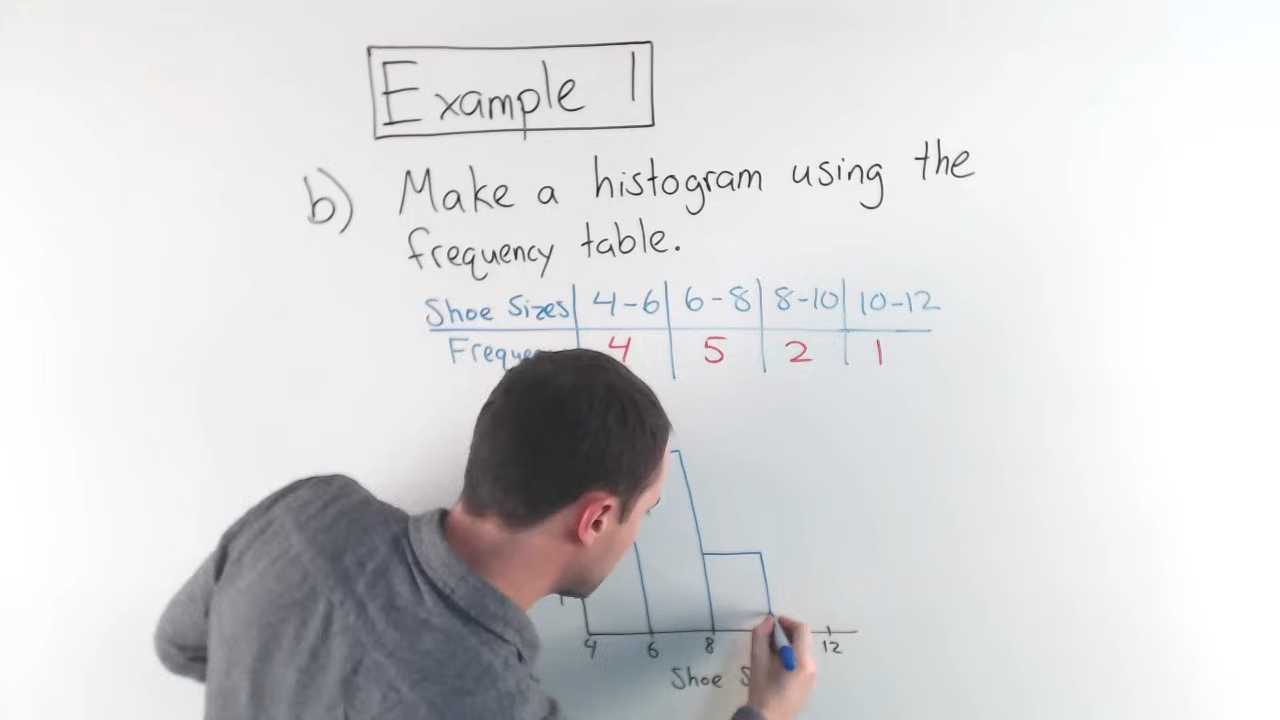 Example 1
b) Make a histogram using the
frequency table.
Shoe Sizes 4-6 6-8 8-10 10-12
4 5 2 1
4 6 8 12
Shoe